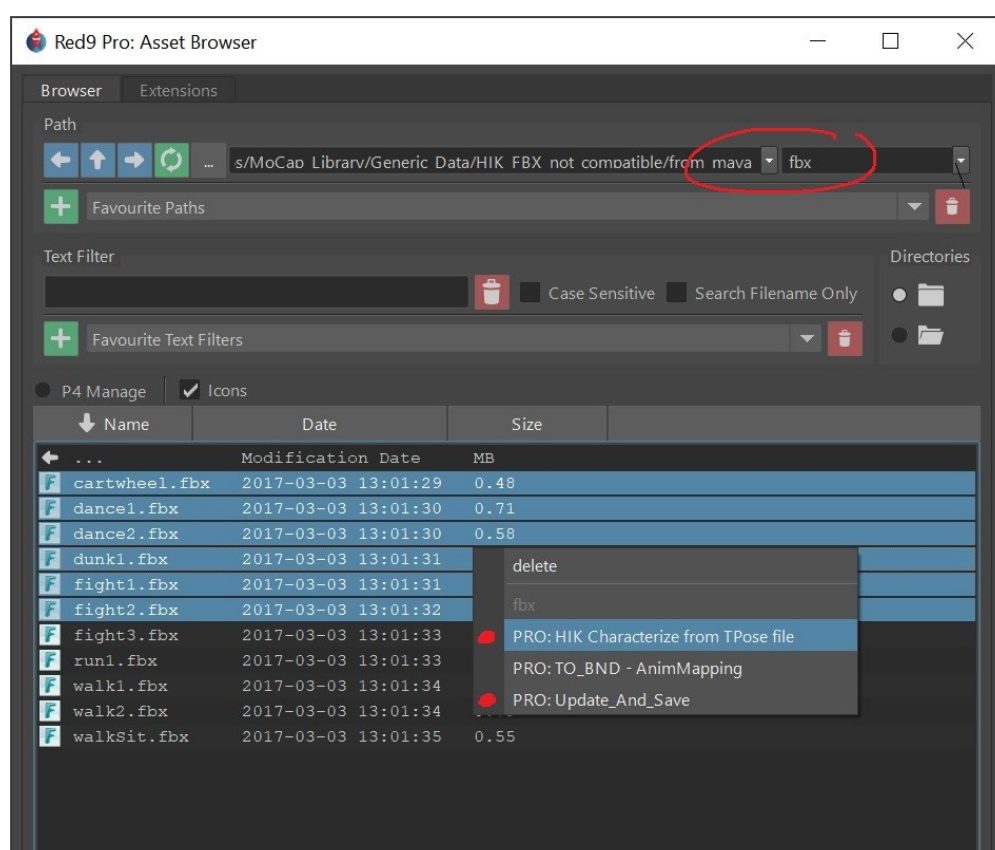 Red9 Pro: Asset Browser
Browser Extensions
Path
... s/MoCap Library/Generic Data/HIK FBX not compatible/from mava fbx
Favourite Paths
Text Filter Directories
Case Sensitive Search Filename Only
Favourite Text Filters
P4 Manage Icons
Name Date Size
... Modification Date MB
cartwheel.fbx 2017-03-03 13:01:29 0.48
dance1.fbx 2017-03-03 13:01:30 0.71
dance2.fbx 2017-03-03 13:01:30 0.58
dunk1.fbx 2017-03-03 13:01:31
delete
fight1.fbx 2017-03-03 13:01:31
fbx
fight2.fbx 2017-03-03 13:01:32
fight3.fbx 2017-03-03 13:01:33
PRO: HIK Characterize from TPose file
run1.fbx 2017-03-03 13:01:33
PRO: TO_BND - AnimMapping
walk1.fbx 2017-03-03 13:01:34
PRO: Update_And_Save
walk2.fbx 2017-03-03 13:01:34
walkSit.fbx 2017-03-03 13:01:35 0.55